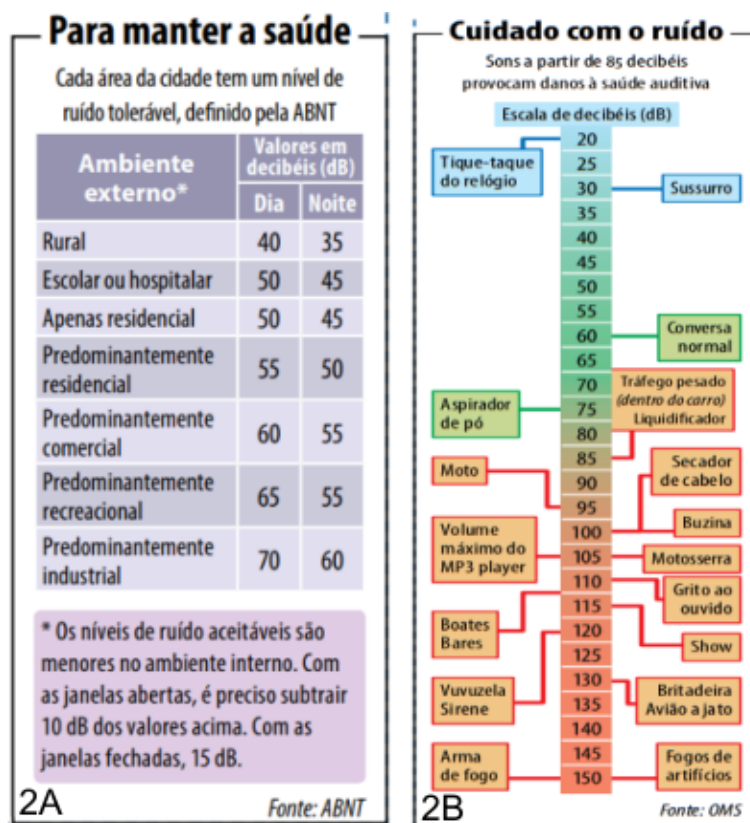 Para manter a saúde
Cada área da cidade tem um nível de
ruído tolerável, definido pela ABNT
Ambiente
externo*
Valores em
decibéis (dB)
Dia Noite
Rural 40 35
Escolar ou hospitalar 50 45
Apenas residencial 50 45
Predominantemente
residencial 55 50
Predominantemente
comercial 60 55
Predominantemente
recreacional 65 55
Predominantemente
industrial 70 60
* Os níveis de ruído aceitáveis são
menores no ambiente interno. Com
as janelas abertas, é preciso subtrair
10 dB dos valores acima. Com as
janelas fechadas, 15 dB.
2A
Fonte: ABNT
Cuidado com o ruído
Sons a partir de 85 decibéis
provocam danos à saúde auditiva
Escala de decibéis (dB)
20
25
30
35
40
45
50
55
60
65
70
75
80
85
90
95
100
105
110
115
120
125
130
135
140
145
150
Tique-taque
do relógio
Sussurro
Conversa
normal
Tráfego pesado
(dentro do carro)
Liquidificador
Aspirador
de pó
Moto
Secador
de cabelo
Buzina
Volume
máximo do
MP3 player
Motosserra
Grito ao
ouvido
Boates
Bares
Show
Vuvuzela
Sirene
Britadeira
Avião a jato
Arma
de fogo
Fogos de
artifícios
2B
Fonte: OMS